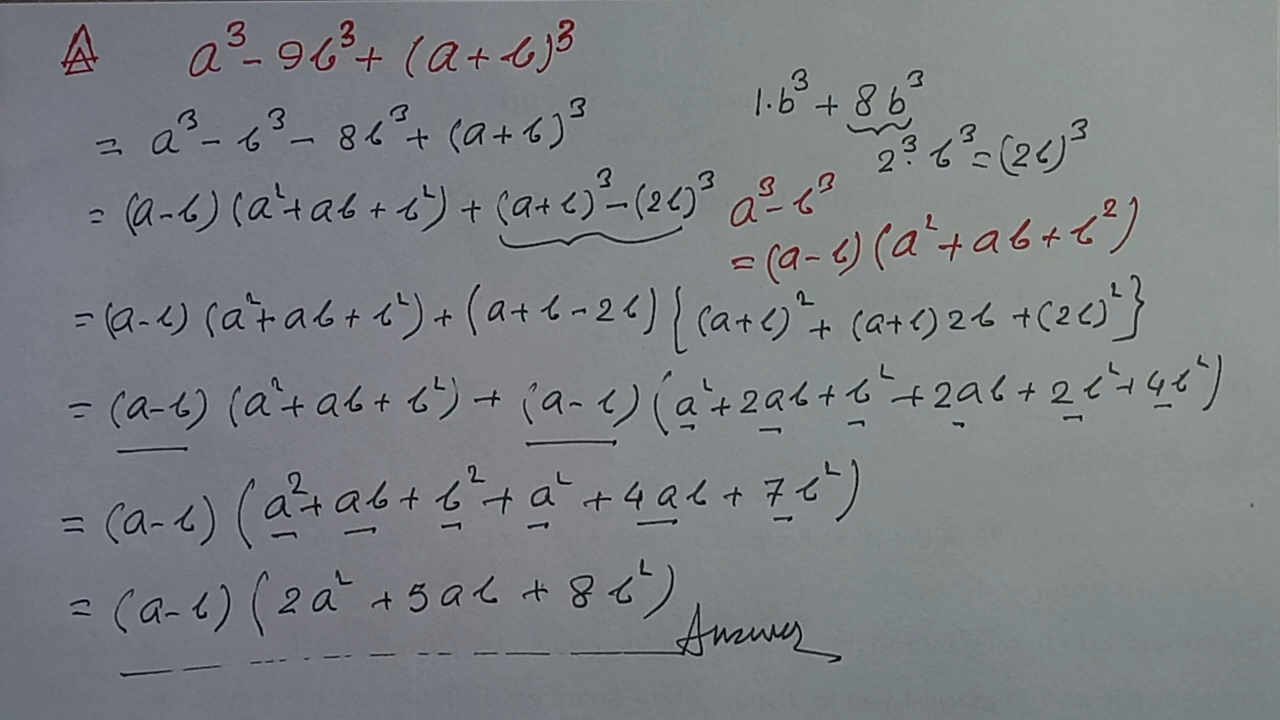 A a³ - 9b³ + (a + b)³
= a³ - b³ - 8b³ + (a + b)³
1·b³ + 8b³
2³·b³ = (2b)³
= (a - b) (a² + ab + b²) + (a + b)³ - (2b)³
a³ - b³
= (a - b) (a² + ab + b²)
= (a - b) (a² + ab + b²) + (a + b - 2b) {(a + b)² + (a + b) 2b + (2b)²}
= (a - b) (a² + ab + b²) + (a - b) (a² + 2ab + b² + 2ab + 2b² + 4b²)
= (a - b) (a² + ab + b² + a² + 4ab + 7b²)
= (a - b) (2a² + 5ab + 8b²)
Answer